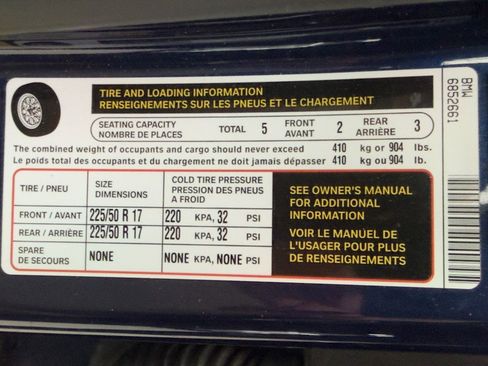 TIRE AND LOADING INFORMATION
RENSEIGNEMENTS SUR LES PNEUS ET LE CHARGEMENT
SEATING CAPACITY
NOMBRE DE PLACES
TOTAL 5
FRONT
AVANT 2
REAR
ARRIÈRE 3
The combined weight of occupants and cargo should never exceed 410 kg or 904 lbs.
Le poids total des occupants et du chargement ne doit jamais dépasser 410 kg ou 904 lb.
TIRE / PNEU
SIZE
DIMENSIONS
COLD TIRE PRESSURE
PRESSION DES PNEUS
A FROID
FRONT / AVANT 225/50 R 17 220 KPA, 32 PSI
REAR / ARRIÈRE 225/50 R 17 220 KPA, 32 PSI
SPARE
DE SECOURS NONE NONE KPA, NONE PSI
SEE OWNER'S MANUAL
FOR ADDITIONAL
INFORMATION
VOIR LE MANUEL DE
L'USAGER POUR PLUS
DE RENSEIGNEMENTS
BMW
6852661